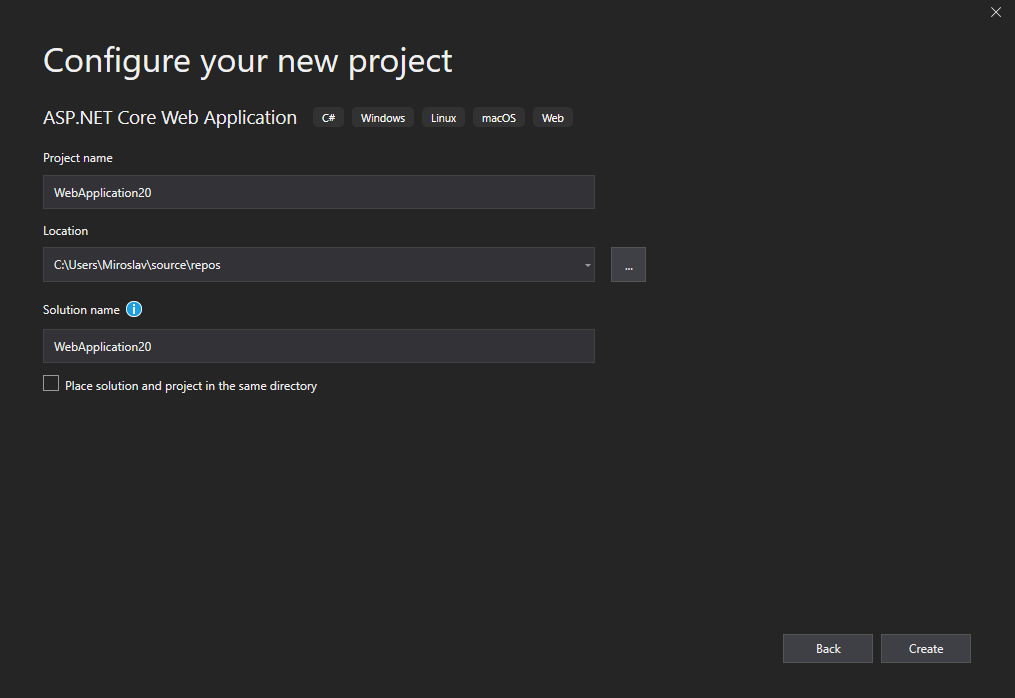 Configure your new project
ASP.NET Core Web Application C# Windows Linux macOS Web
Project name
WebApplication20
Location
C:\Users\Miroslav\source\repos
...
Solution name i
WebApplication20
Place solution and project in the same directory
Back Create